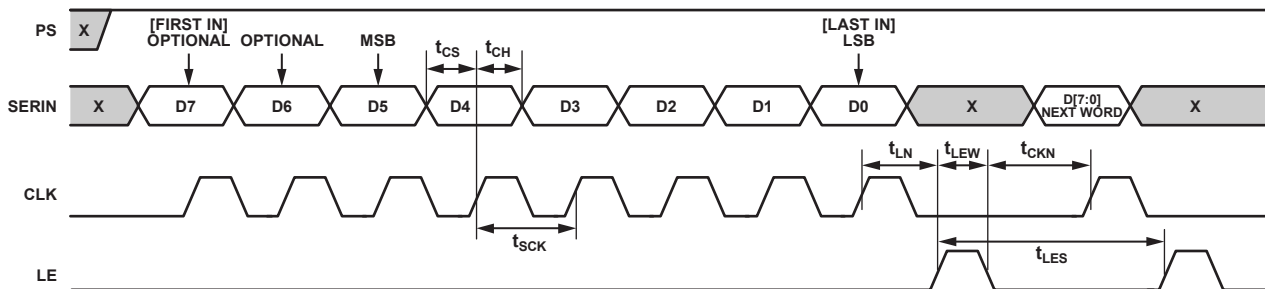 PS X
[FIRST IN]
OPTIONAL
OPTIONAL
MSB
[LAST IN]
LSB
tCS
tCH
SERIN X D7 D6 D5 D4 D3 D2 D1 D0 X D[7:0] X
NEXT WORD
tLN
tLEW
tCKN
CLK
tSCK
tLES
LE